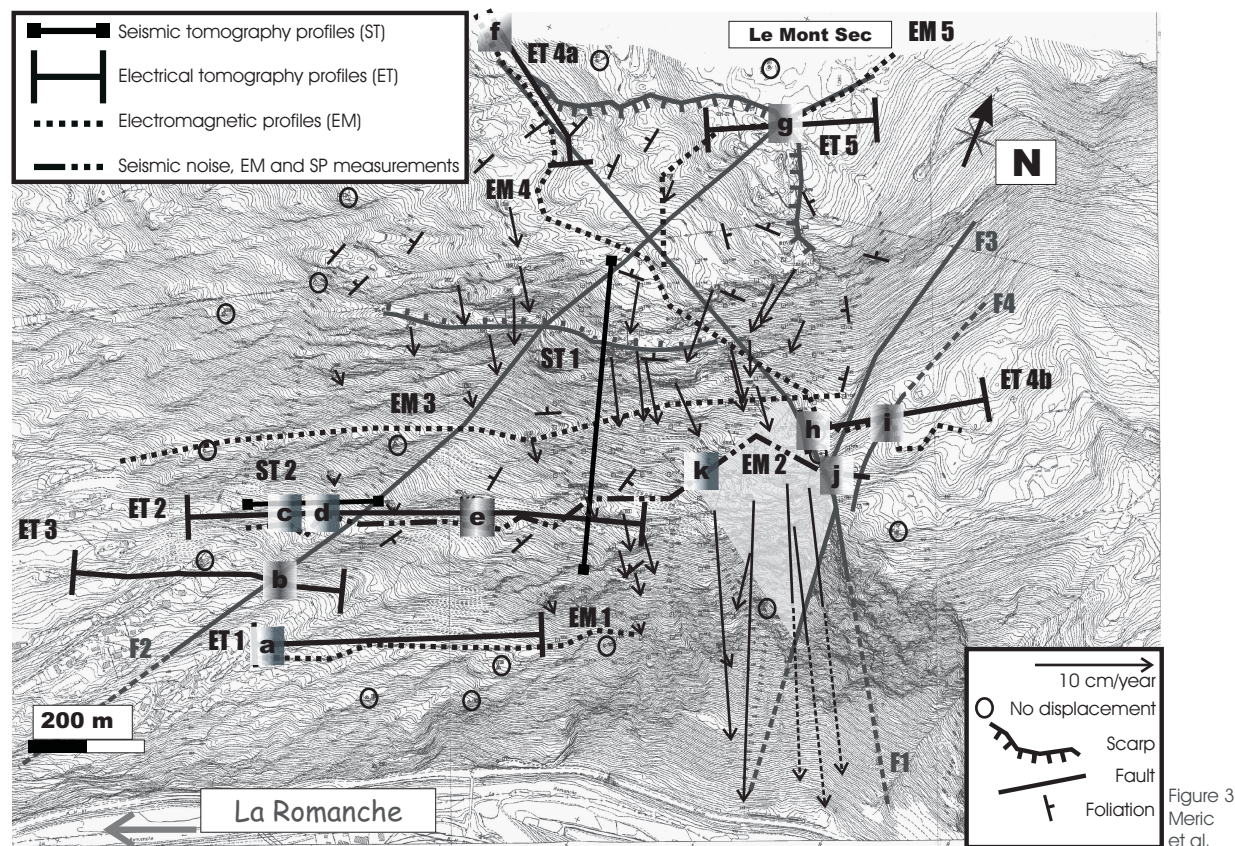 Seismic tomography profiles (ST)
Electrical tomography profiles (ET)
Electromagnetic profiles (EM)
Seismic noise, EM and SP measurements
f
ET 4a
Le Mont Sec
EM 5
g
ET 5
N
EM 4
F3
F4
ST 1
ET 4b
EM 3
h
i
k
EM 2
j
ST 2
ET 2
c
d
e
ET 3
b
EM 1
ET 1
a
F2
200 m
F1
La Romanche
10 cm/year
No displacement
Scarp
Fault
Foliation
Figure 3
Meric
et al.